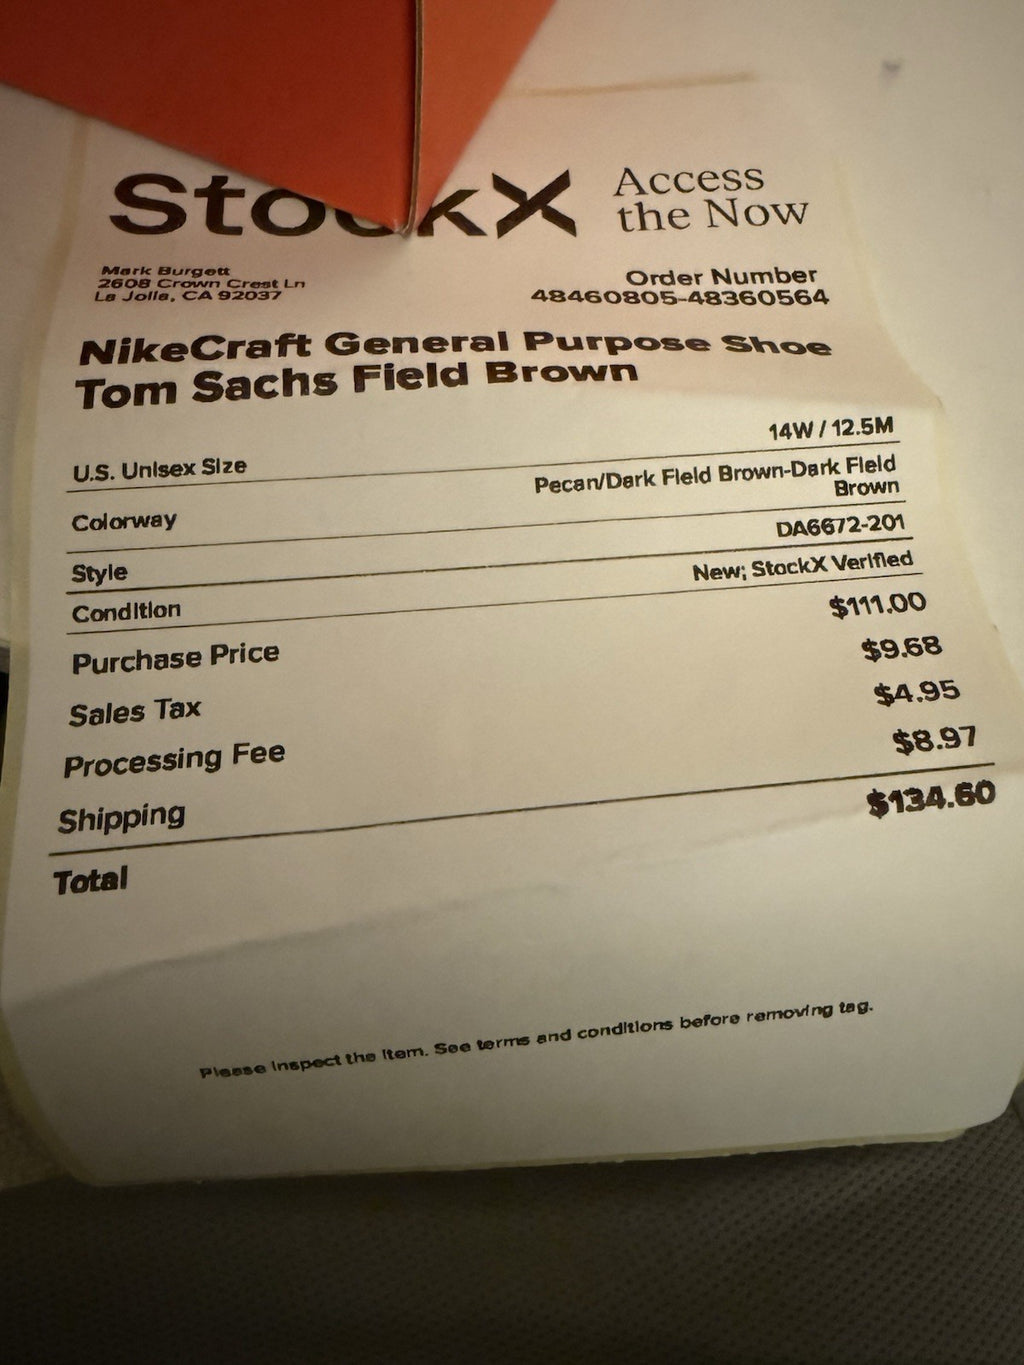 StockX
Access
the Now
Mark Burgett
2608 Crown Crest Ln
La Jolla, CA 92037
Order Number
48460805-48360564
NikeCraft General Purpose Shoe
Tom Sachs Field Brown
U.S. Unisex Size 14W / 12.5M
Colorway Pecan/Dark Field Brown-Dark Field
Brown
Style DA6672-201
Condition New; StockX Verified
Purchase Price $111.00
Sales Tax $9.68
Processing Fee $4.95
Shipping $8.97
Total $134.60
Please inspect the item. See terms and conditions before removing tag.